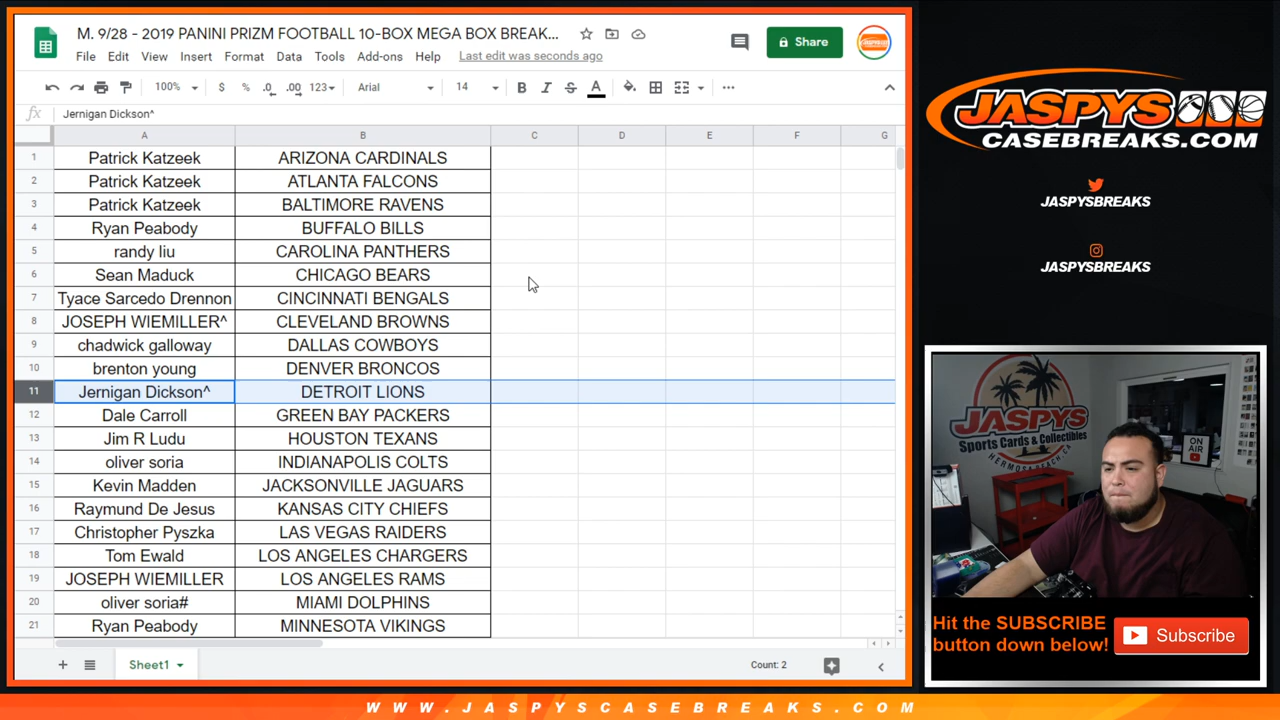 M. 9/28 - 2019 PANINI PRIZM FOOTBALL 10-BOX MEGA BOX BREAK...
File Edit View Insert Format Data Tools Add-ons Help Last edit was seconds ago
Share
100% $ % .0 .00 123 Arial 14 B I S A
fx Jernigan Dickson^
A B C D E F G
1 Patrick Katzeek ARIZONA CARDINALS
2 Patrick Katzeek ATLANTA FALCONS
3 Patrick Katzeek BALTIMORE RAVENS
4 Ryan Peabody BUFFALO BILLS
5 randy liu CAROLINA PANTHERS
6 Sean Maduck CHICAGO BEARS
7 Tyace Sarcedo Drennon CINCINNATI BENGALS
8 JOSEPH WIEMILLER^ CLEVELAND BROWNS
9 chadwick galloway DALLAS COWBOYS
10 brenton young DENVER BRONCOS
11 Jernigan Dickson^ DETROIT LIONS
12 Dale Carroll GREEN BAY PACKERS
13 Jim R Ludu HOUSTON TEXANS
14 oliver soria INDIANAPOLIS COLTS
15 Kevin Madden JACKSONVILLE JAGUARS
16 Raymund De Jesus KANSAS CITY CHIEFS
17 Christopher Pyszka LAS VEGAS RAIDERS
18 Tom Ewald LOS ANGELES CHARGERS
19 JOSEPH WIEMILLER LOS ANGELES RAMS
20 oliver soria# MIAMI DOLPHINS
21 Ryan Peabody MINNESOTA VIKINGS
Sheet1
Count: 2
JASPYS
CASEBREAKS.COM
JASPYSBREAKS
JASPYSBREAKS
JASPYS
Sports Cards & Collectibles
HERMOSA BEACH, CA
ON
AIR
Hit the SUBSCRIBE
button down below!
Subscribe
WWW.JASPYSCASEBREAKS.COM